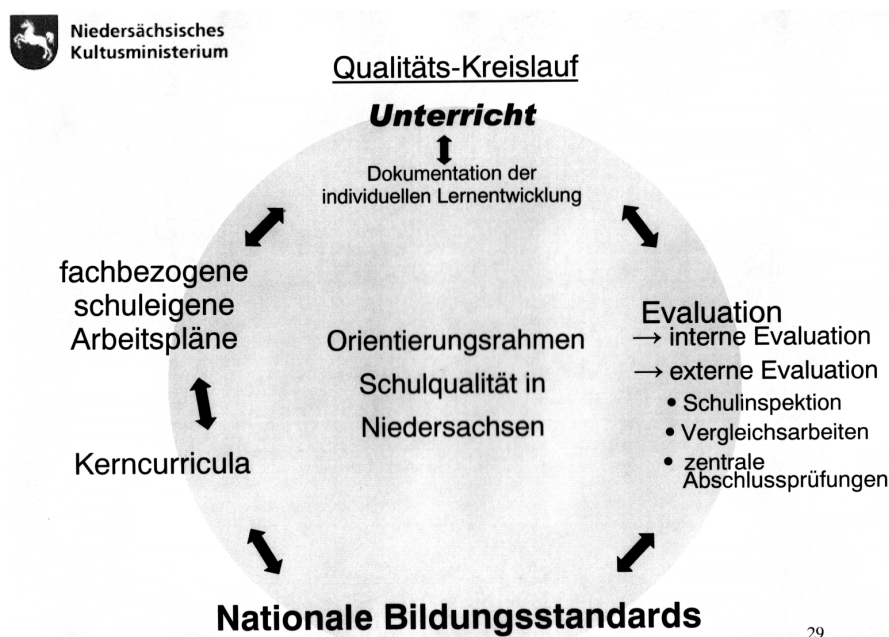 Niedersächsisches
Kultusministerium
Qualitäts-Kreislauf
Unterricht
Dokumentation der
individuellen Lernentwicklung
fachbezogene
schuleigene
Arbeitspläne
Orientierungsrahmen
Schulqualität in
Niedersachsen
Evaluation
→ interne Evaluation
→ externe Evaluation
• Schulinspektion
• Vergleichsarbeiten
• zentrale
Abschlussprüfungen
Kerncurricula
Nationale Bildungsstandards
29